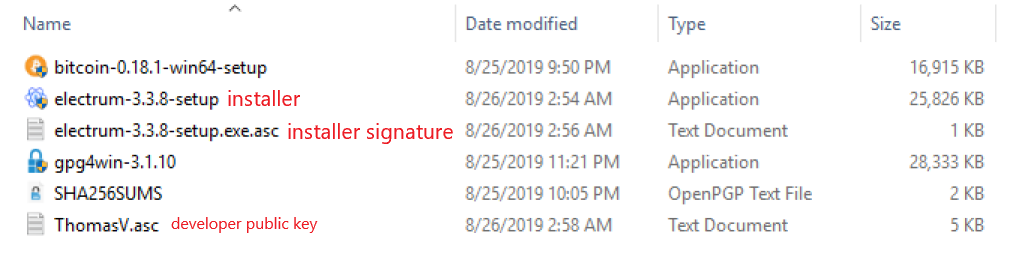 Name Date modified Type Size
bitcoin-0.18.1-win64-setup 8/25/2019 9:50 PM Application 16,915 KB
electrum-3.3.8-setup installer 8/26/2019 2:54 AM Application 25,826 KB
electrum-3.3.8-setup.exe.asc installer signature 8/26/2019 2:56 AM Text Document 1 KB
gpg4win-3.1.10 8/25/2019 11:21 PM Application 28,333 KB
SHA256SUMS 8/25/2019 10:05 PM OpenPGP Text File 2 KB
ThomasV.asc developer public key 8/26/2019 2:58 AM Text Document 5 KB